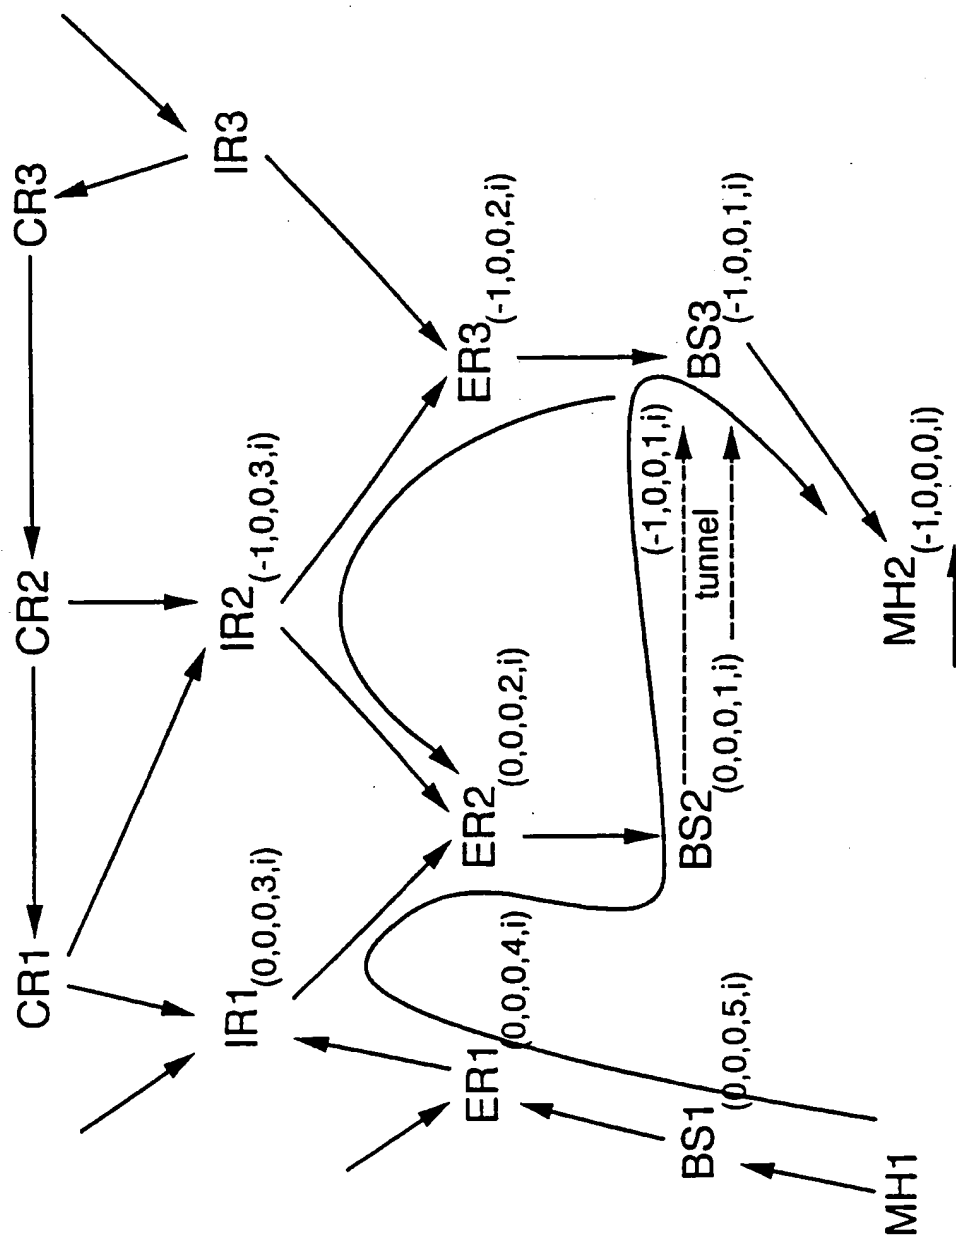 CR1
CR2
CR3
IR1(0,0,0,3,i)
IR2(-1,0,0,3,i)
IR3
ER1(0,0,0,4,i)
ER2(0,0,0,2,i)
ER3(-1,0,0,2,i)
(-1,0,0,1,i)
tunnel
BS1(0,0,0,5,i)
BS2(0,0,0,1,i)
BS3(-1,0,0,1,i)
MH1
MH2(-1,0,0,0,i)